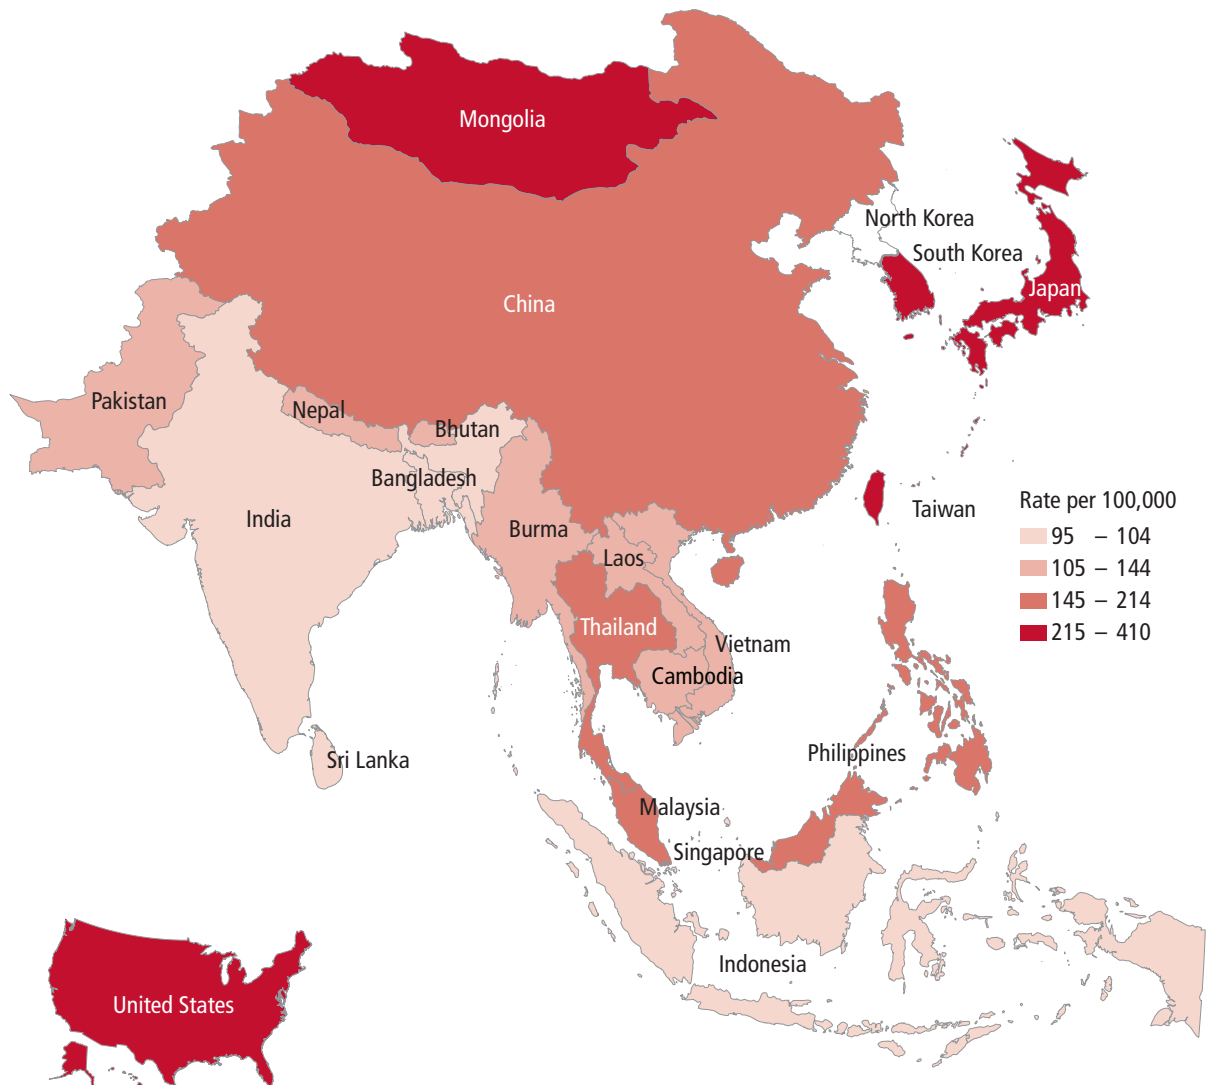 Mongolia
North Korea
South Korea
Japan
China
Pakistan
Nepal
Bhutan
Bangladesh
India
Burma
Taiwan
Laos
Thailand
Vietnam
Cambodia
Sri Lanka
Philippines
Malaysia
Singapore
Indonesia
United States
Rate per 100,000
95 – 104
105 – 144
145 – 214
215 – 410